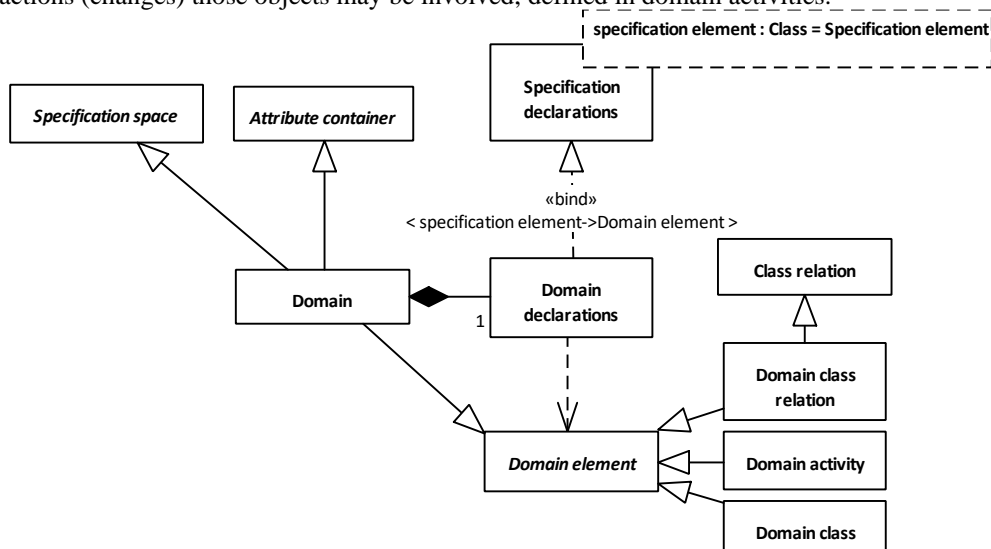 actions (changes) those objects may be involved, defined in domain activities.
specification element : Class = Specification element
Specification
declarations
Specification space
Attribute container
«bind»
< specification element->Domain element >
Class relation
Domain
Domain
declarations
1
Domain class
relation
Domain element
Domain activity
Domain class